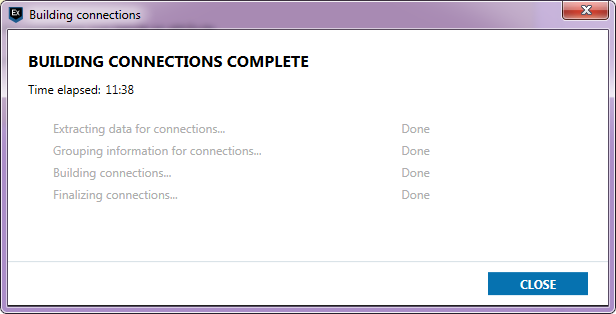 Ex Building connections
BUILDING CONNECTIONS COMPLETE
Time elapsed: 11:38
Extracting data for connections... Done
Grouping information for connections... Done
Building connections... Done
Finalizing connections... Done
CLOSE